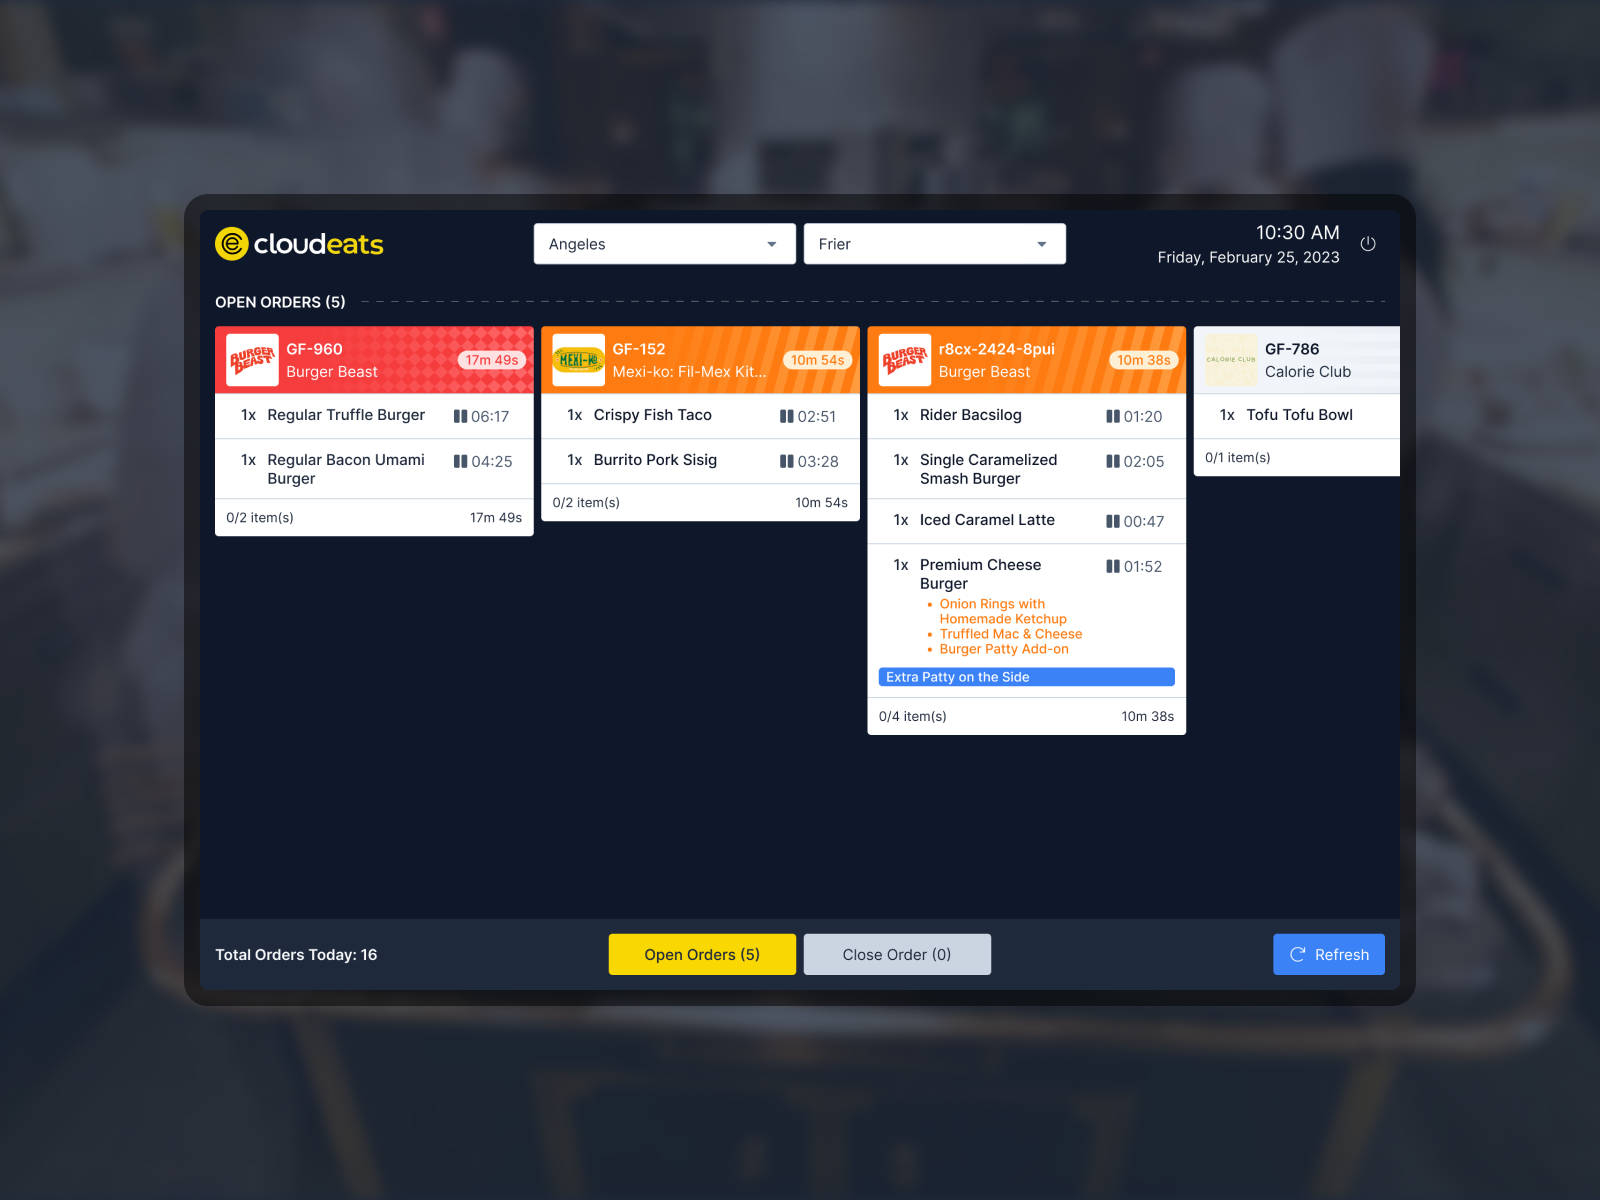 cloudeats
Angeles
Frier
10:30 AM
Friday, February 25, 2023
OPEN ORDERS (5)
BURGER
BEAST
GF-960
Burger Beast
17m 49s
1x Regular Truffle Burger 06:17
1x Regular Bacon Umami
Burger
04:25
0/2 item(s) 17m 49s
MEXI-KO
GF-152
Mexi-ko: Fil-Mex Kit...
10m 54s
1x Crispy Fish Taco 02:51
1x Burrito Pork Sisig 03:28
0/2 item(s) 10m 54s
BURGER
BEAST
r8cx-2424-8pui
Burger Beast
10m 38s
1x Rider Bacsilog 01:20
1x Single Caramelized
Smash Burger
02:05
1x Iced Caramel Latte 00:47
1x Premium Cheese
Burger
01:52
• Onion Rings with
Homemade Ketchup
• Truffled Mac & Cheese
• Burger Patty Add-on
Extra Patty on the Side
0/4 item(s) 10m 38s
CALORIE CLUB
GF-786
Calorie Club
1x Tofu Tofu Bowl
0/1 item(s)
Total Orders Today: 16
Open Orders (5)
Close Order (0)
Refresh